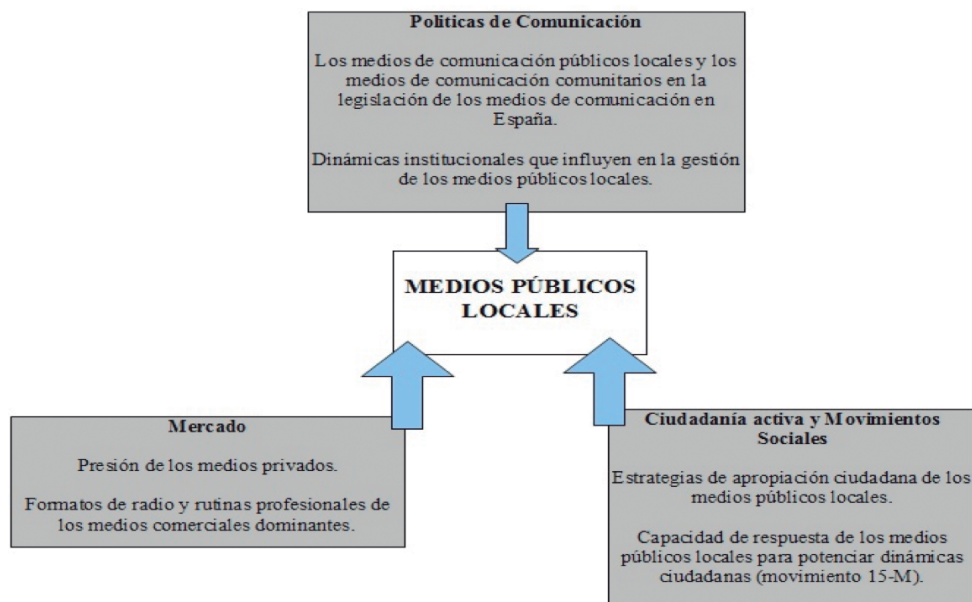 Políticas de Comunicación
Los medios de comunicación públicos locales y los
medios de comunicación comunitarios en la
legislación de los medios de comunicación en
España.
Dinámicas institucionales que influyen en la gestión
de los medios públicos locales.
MEDIOS PÚBLICOS
LOCALES
Mercado
Presión de los medios privados.
Formatos de radio y rutinas profesionales de
los medios comerciales dominantes.
Ciudadanía activa y Movimientos
Sociales
Estrategias de apropiación ciudadana de los
medios públicos locales.
Capacidad de respuesta de los medios
públicos locales para potenciar dinámicas
ciudadanas (movimiento 15-M).